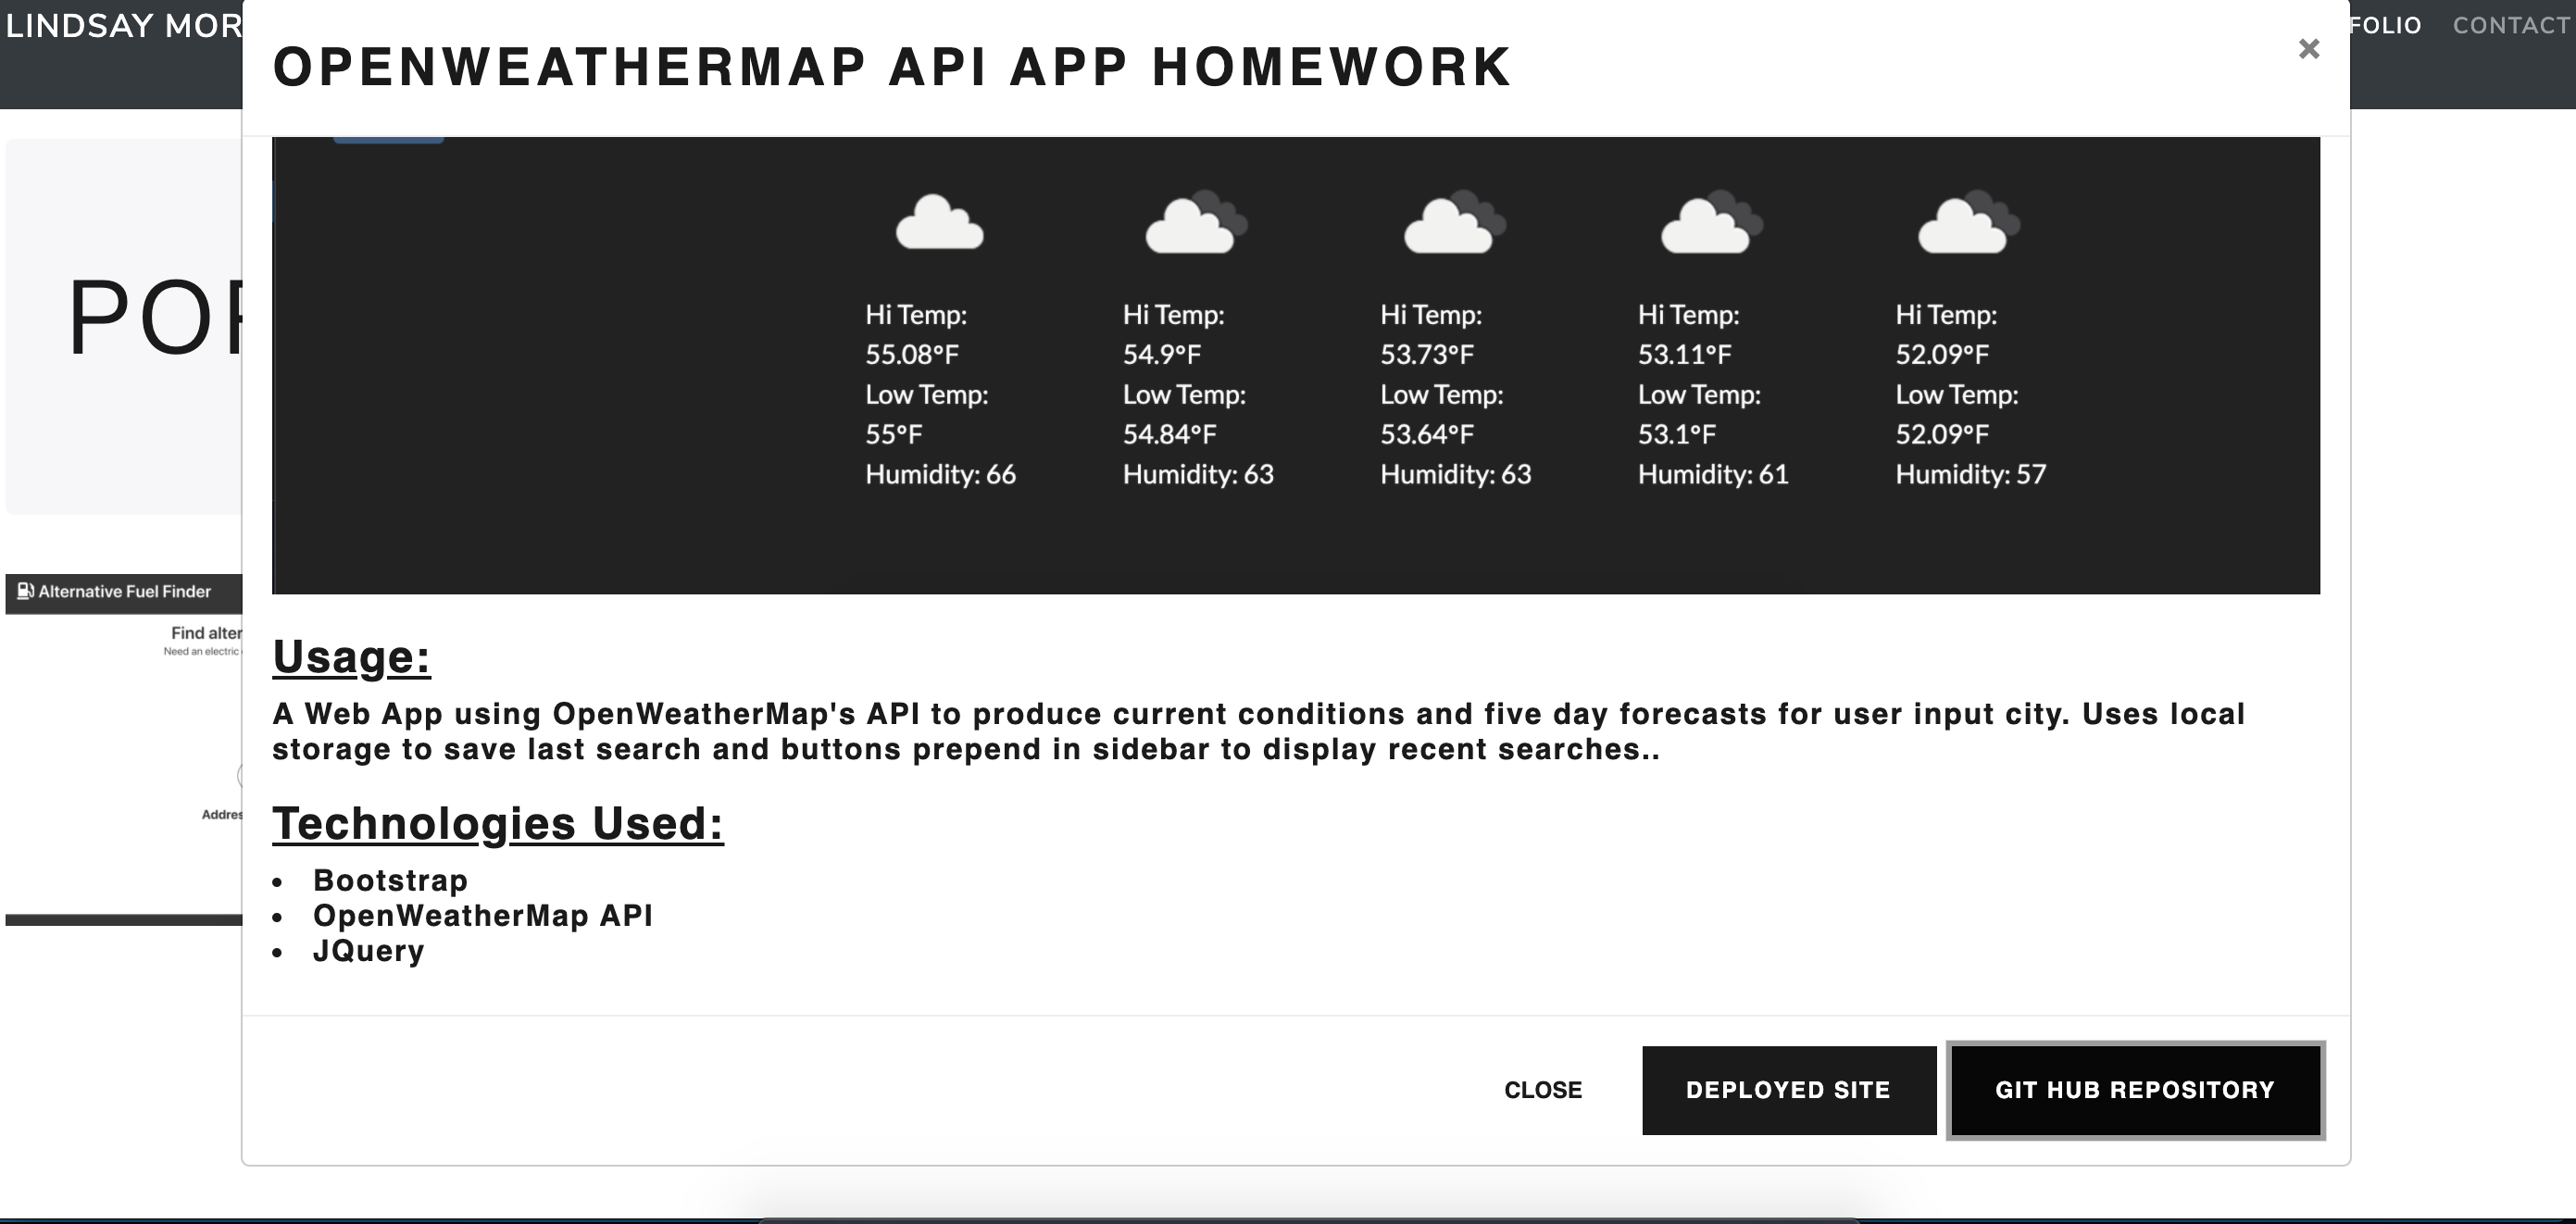 LINDSAY MOR
FOLIO CONTACT
OPENWEATHERMAP API APP HOMEWORK
×
POR
Hi Temp: Hi Temp: Hi Temp: Hi Temp: Hi Temp:
55.08°F 54.9°F 53.73°F 53.11°F 52.09°F
Low Temp: Low Temp: Low Temp: Low Temp: Low Temp:
55°F 54.84°F 53.64°F 53.1°F 52.09°F
Humidity: 66 Humidity: 63 Humidity: 63 Humidity: 61 Humidity: 57
Alternative Fuel Finder
Find alter
Need an electric
Addres
Usage:
A Web App using OpenWeatherMap's API to produce current conditions and five day forecasts for user input city. Uses local
storage to save last search and buttons prepend in sidebar to display recent searches..
Technologies Used:
• Bootstrap
• OpenWeatherMap API
• JQuery
CLOSE DEPLOYED SITE GIT HUB REPOSITORY